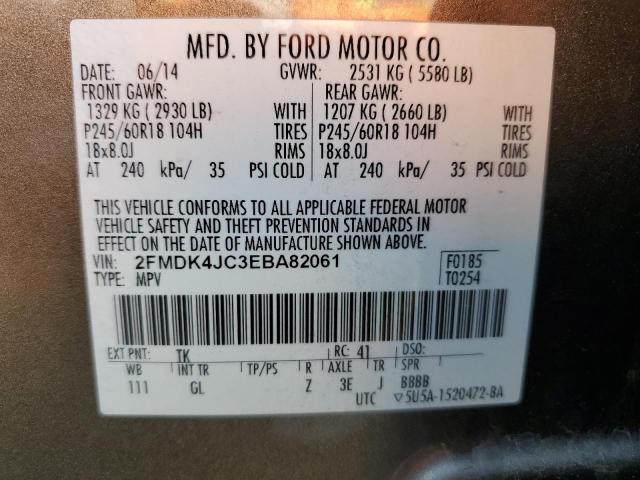 MFD. BY FORD MOTOR CO.
DATE: 06/14 GVWR: 2531 KG ( 5580 LB)
FRONT GAWR: REAR GAWR:
1329 KG ( 2930 LB) WITH 1207 KG ( 2660 LB) WITH
P245/60R18 104H TIRES P245/60R18 104H TIRES
18x8.0J RIMS 18x8.0J RIMS
AT 240 kPa/ 35 PSI COLD AT 240 kPa/ 35 PSI COLD
THIS VEHICLE CONFORMS TO ALL APPLICABLE FEDERAL MOTOR
VEHICLE SAFETY AND THEFT PREVENTION STANDARDS IN
EFFECT ON THE DATE OF MANUFACTURE SHOWN ABOVE.
VIN: 2FMDK4JC3EBA82061 F0185
TYPE: MPV T0254
EXT PNT: TK RC: 41 DSO:
WB INT TR TP/PS R AXLE TR SPR
111 GL Z 3E J BBBB
UTC ▽5U5A-1520472-BA